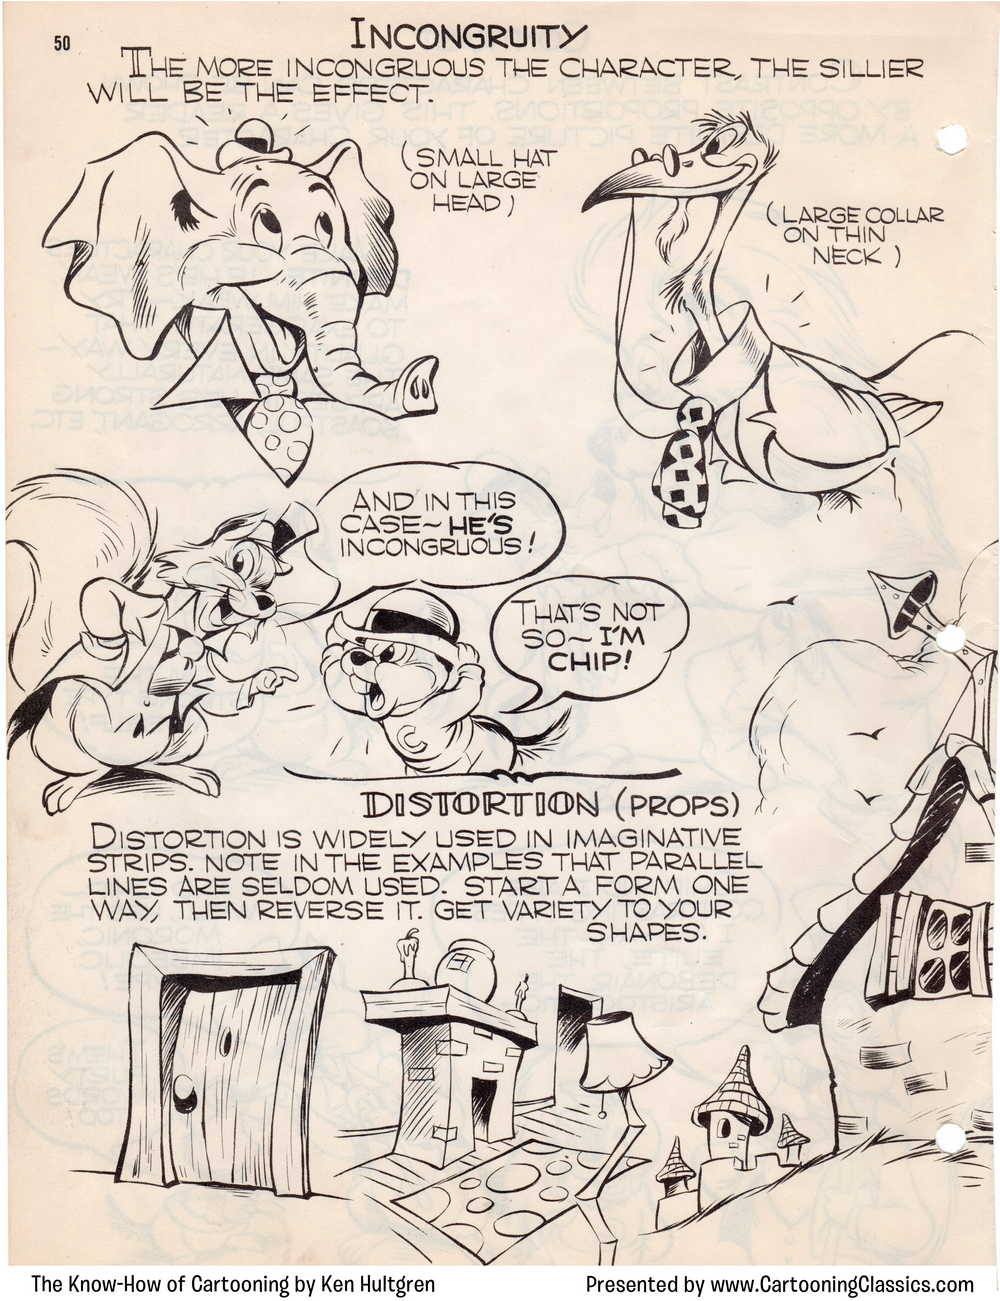 50
INCONGRUITY
THE MORE INCONGRUOUS THE CHARACTER, THE SILLIER
WILL BE THE EFFECT.
(SMALL HAT
ON LARGE
HEAD)
(LARGE COLLAR
ON THIN
NECK)
AND IN THIS
CASE~ HE'S
INCONGRUOUS!
THAT'S NOT
SO~ I'M
CHIP!
C
DISTORTION (PROPS)
DISTORTION IS WIDELY USED IN IMAGINATIVE
STRIPS. NOTE IN THE EXAMPLES THAT PARALLEL
LINES ARE SELDOM USED. START A FORM ONE
WAY, THEN REVERSE IT. GET VARIETY TO YOUR
SHAPES.
The Know-How of Cartooning by Ken Hultgren
Presented by www.CartooningClassics.com